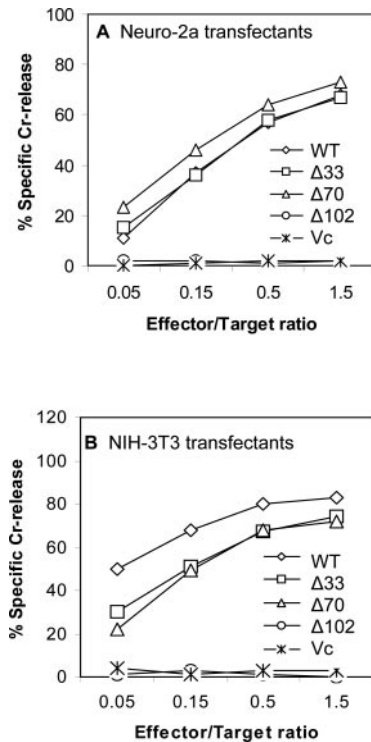 A Neuro-2a transfectants
80
60
40
20
0
% Specific Cr-release
WT
Δ33
Δ70
Δ102
Vc
0.05 0.15 0.5 1.5
Effector/Target ratio
120
100
80
60
40
20
0
% Specific Cr-release
B NIH-3T3 transfectants
WT
Δ33
Δ70
Δ102
Vc
0.05 0.15 0.5 1.5
Effector/Target ratio